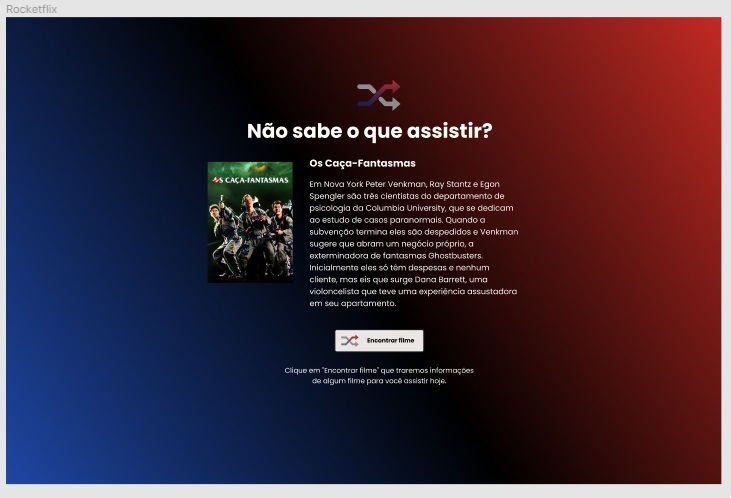 Rocketflix
Não sabe o que assistir?
OS CAÇA-FANTASMAS
Os Caça-Fantasmas
Em Nova York Peter Venkman, Ray Stantz e Egon
Spengler são três cientistas do departamento de
psicologia da Columbia University, que se dedicam
ao estudo de casos paranormais. Quando a
subvenção termina eles são despedidos e Venkman
sugere que abram um negócio próprio, a
exterminadora de fantasmas Ghostbusters.
Inicialmente eles só têm despesas e nenhum
cliente, mas eis que surge Dana Barrett, uma
violoncelista que teve uma experiência assustadora
em seu apartamento.
Encontrar filme
Clique em "Encontrar filme" que traremos informações
de algum filme para você assistir hoje.